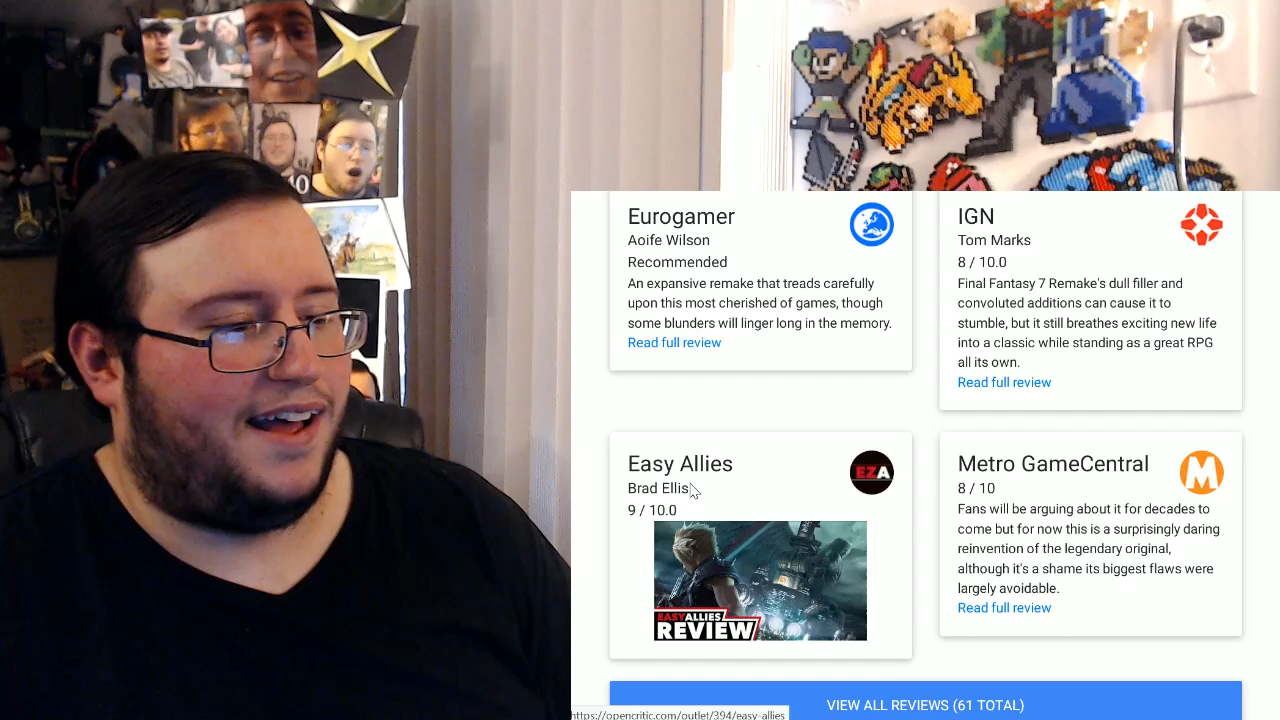 Eurogamer
Aoife Wilson
Recommended
An expansive remake that treads carefully
upon this most cherished of games, though
some blunders will linger long in the memory.
Read full review
IGN
Tom Marks
8 / 10.0
Final Fantasy 7 Remake's dull filler and
convoluted additions can cause it to
stumble, but it still breathes exciting new life
into a classic while standing as a great RPG
all its own.
Read full review
Easy Allies
EZA
Brad Ellis
9 / 10.0
EASYALLIES
REVIEW
Metro GameCentral
M
8 / 10
Fans will be arguing about it for decades to
come but for now this is a surprisingly daring
reinvention of the legendary original,
although it's a shame its biggest flaws were
largely avoidable.
Read full review
VIEW ALL REVIEWS (61 TOTAL)
https://opencritic.com/outlet/394/easy-allies